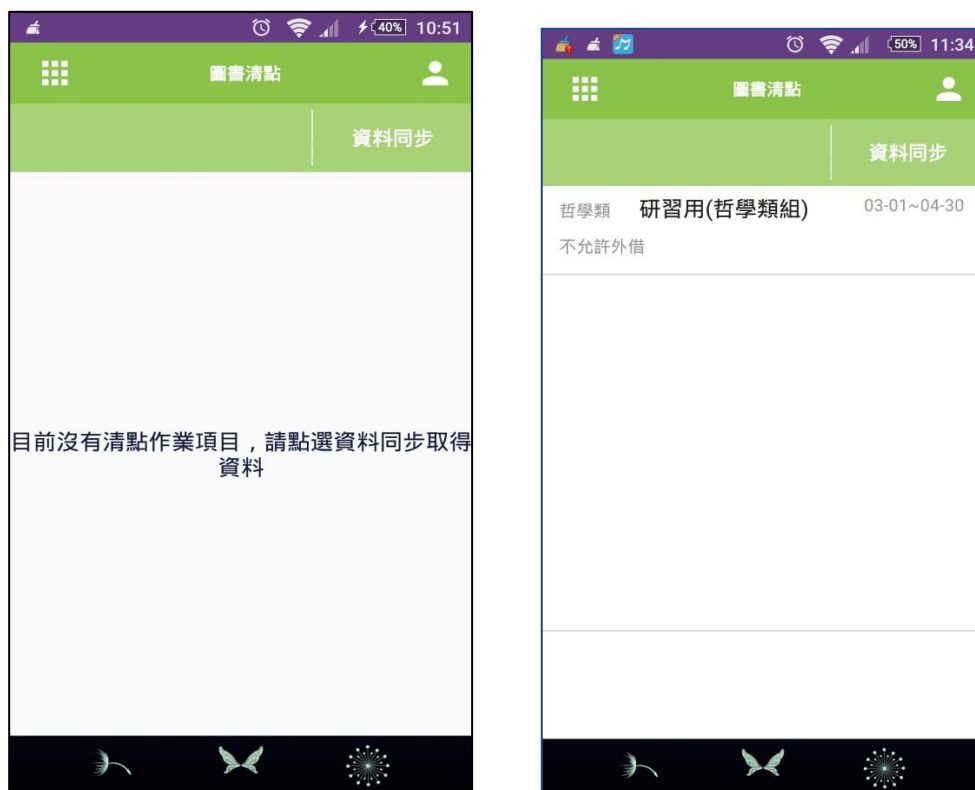 40% 10:51
圖書清點
資料同步
目前沒有清點作業項目，請點選資料同步取得
資料
50% 11:34
圖書清點
資料同步
哲學類 研習用(哲學類組) 03-01~04-30
不允許外借